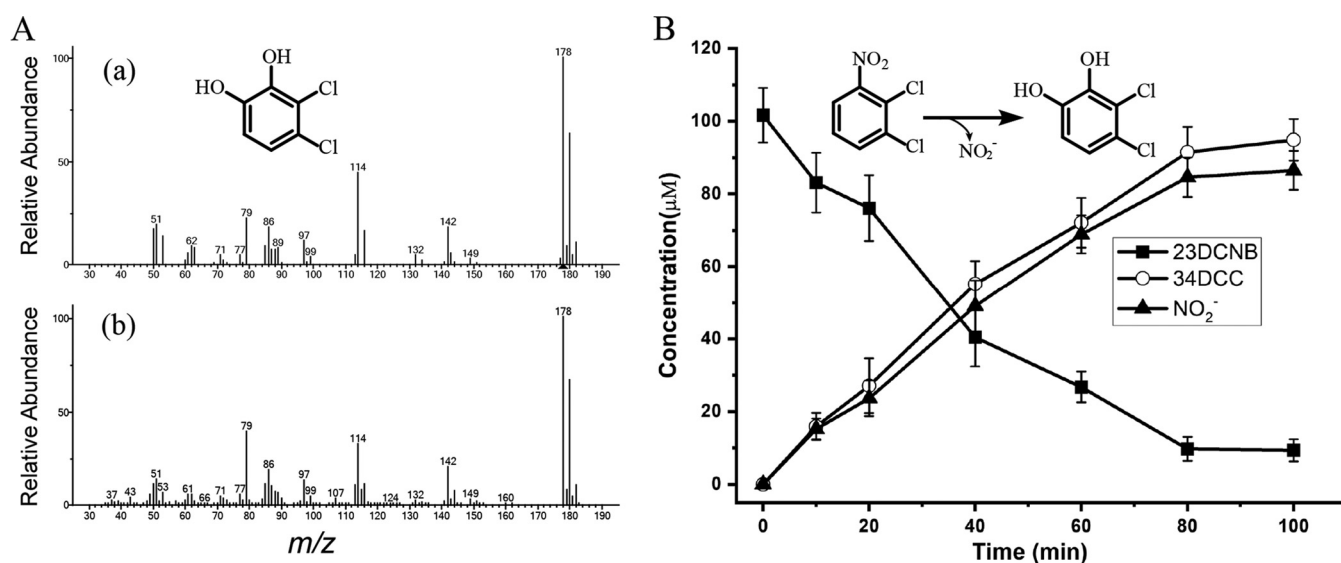 A
B
(a)
OH
HO
Cl
Cl
Relative Abundance
100
50
0
178
114
51
62
71
77
79
86
89
97
99
132
142
149
30 40 50 60 70 80 90 100 110 120 130 140 150 160 170 180 190
(b)
Relative Abundance
100
50
0
178
37
43
51
53
61
66
71
77
79
86
97
99
107
114
124
132
142
149
160
30 40 50 60 70 80 90 100 110 120 130 140 150 160 170 180 190
m/z
Concentration(μM)
120
100
80
60
40
20
0
NO₂
Cl
Cl
NO₂⁻
OH
HO
Cl
Cl
23DCNB
34DCC
NO₂⁻
0 20 40 60 80 100
Time (min)